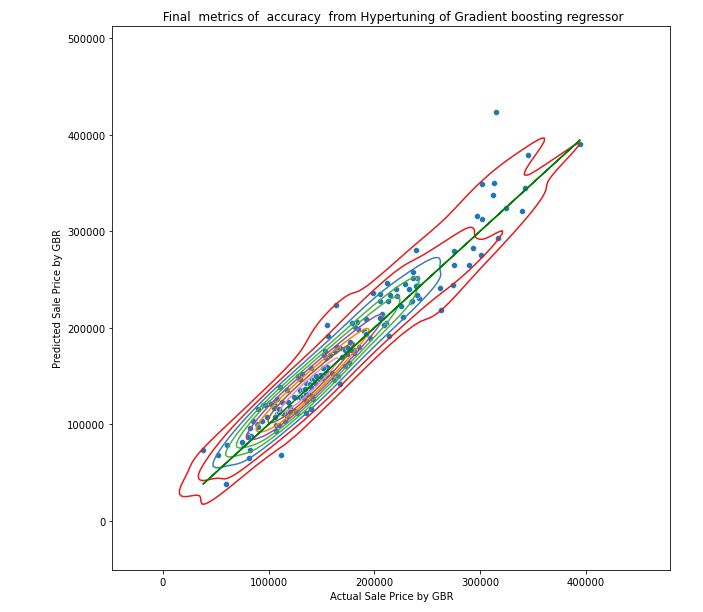 Final  metrics of  accuracy  from Hypertuning of Gradient boosting regressor
500000
400000
300000
200000
100000
0
Predicted Sale Price by GBR
0 100000 200000 300000 400000
Actual Sale Price by GBR